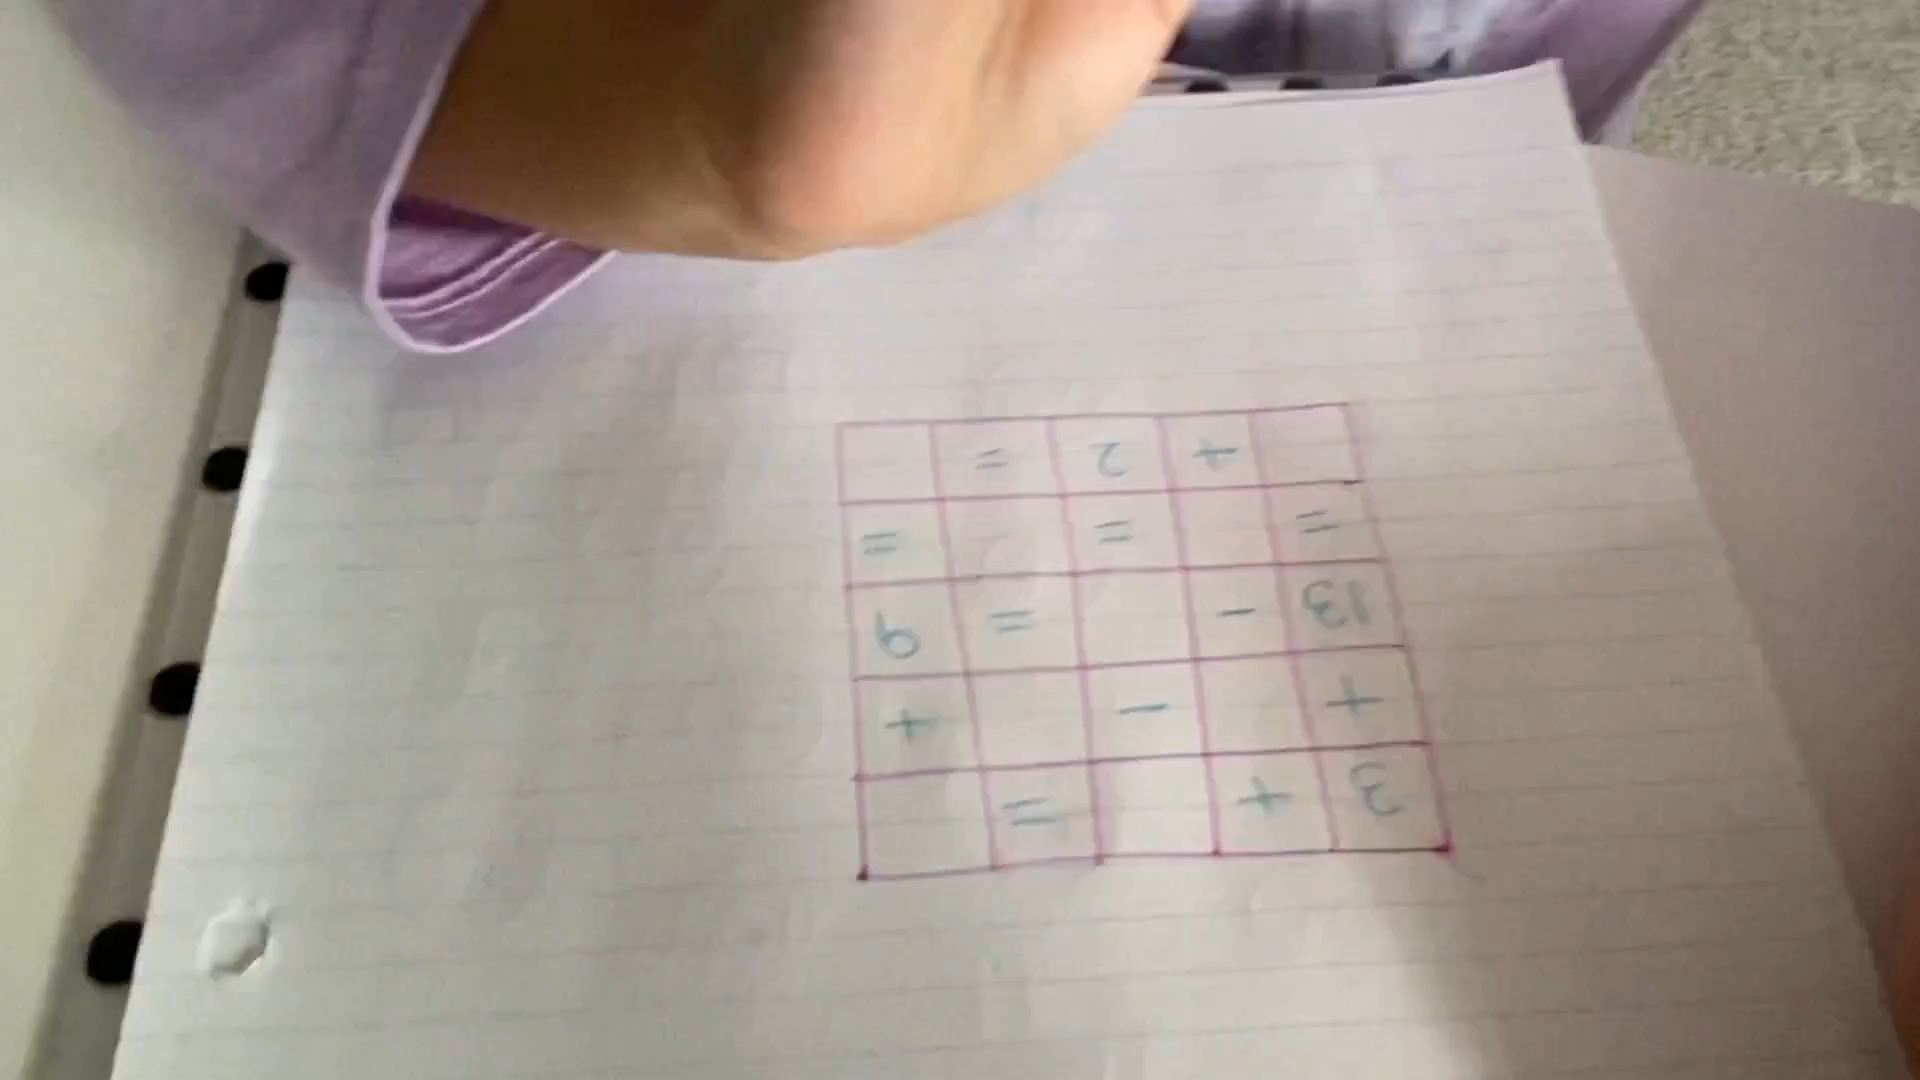 3 + =
+ - +
13 - = 9
= = =
+ 2 =